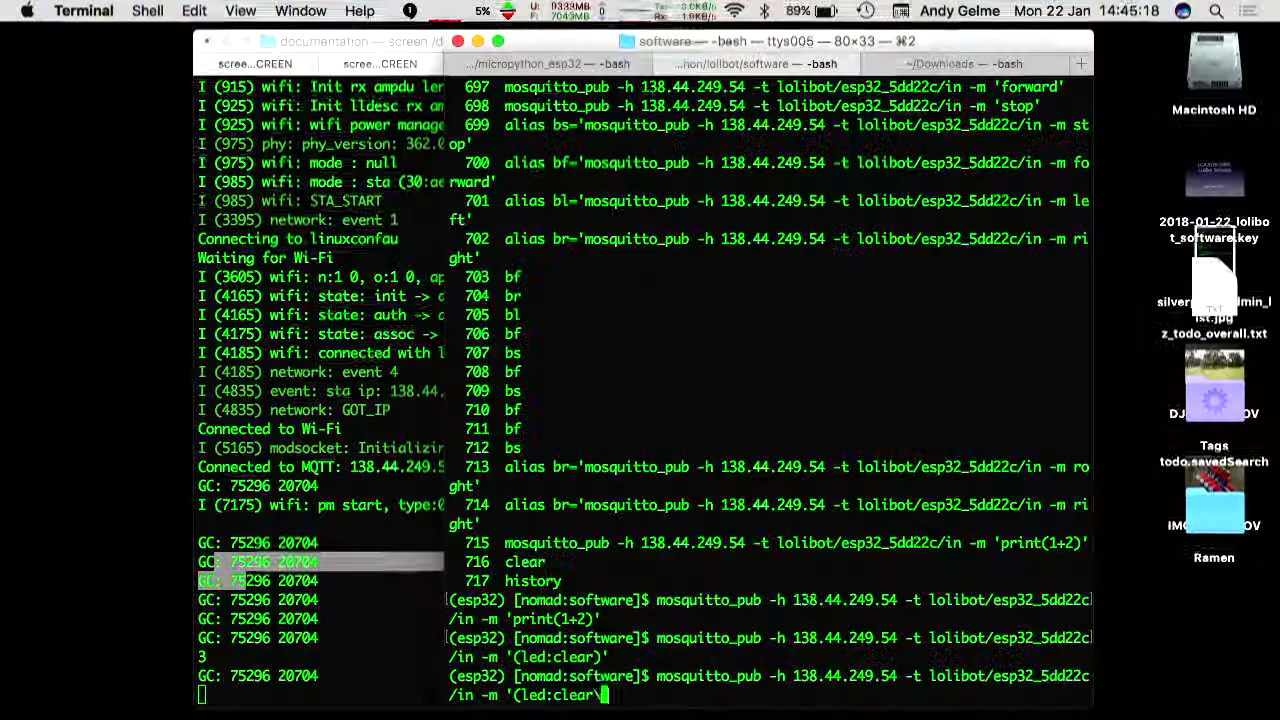 Terminal Shell Edit View Window Help 5% 89% Andy Gelme Mon 22 Jan 14:45:18
documentation — screen
software — -bash — ttys005 — 80×33 — ⌘2
scree...CREEN scree...CREEN .../micropython_esp32 — -bash ...hon/lolibot/software — -bash ~/Downloads — -bash
I (915) wifi: Init rx ampdu len
I (925) wifi: Init lldesc rx am
I (925) wifi: wifi power manage
I (975) phy: phy_version: 362.0
I (975) wifi: mode : null
I (985) wifi: mode : sta (30:ae
I (985) wifi: STA_START
I (3395) network: event 1
Connecting to linuxconfau
Waiting for Wi-Fi
I (3605) wifi: n:1 0, o:1 0, ap
I (4165) wifi: state: init -> a
I (4165) wifi: state: auth -> a
I (4175) wifi: state: assoc ->
I (4185) wifi: connected with l
I (4185) network: event 4
I (4835) event: sta ip: 138.44.
I (4835) network: GOT_IP
Connected to Wi-Fi
I (5165) modsocket: Initializin
Connected to MQTT: 138.44.249.5
GC: 75296 20704
I (7175) wifi: pm start, type:0
GC: 75296 20704
GC: 75296 20704
GC: 75296 20704
GC: 75296 20704
GC: 75296 20704
GC: 75296 20704
3
GC: 75296 20704
697 mosquitto_pub -h 138.44.249.54 -t lolibot/esp32_5dd22c/in -m 'forward'
698 mosquitto_pub -h 138.44.249.54 -t lolibot/esp32_5dd22c/in -m 'stop'
699 alias bs='mosquitto_pub -h 138.44.249.54 -t lolibot/esp32_5dd22c/in -m st
op'
700 alias bf='mosquitto_pub -h 138.44.249.54 -t lolibot/esp32_5dd22c/in -m fo
rward'
701 alias bl='mosquitto_pub -h 138.44.249.54 -t lolibot/esp32_5dd22c/in -m le
ft'
702 alias br='mosquitto_pub -h 138.44.249.54 -t lolibot/esp32_5dd22c/in -m ri
ght'
703 bf
704 br
705 bl
706 bf
707 bs
708 bf
709 bs
710 bf
711 bf
712 bs
713 alias br='mosquitto_pub -h 138.44.249.54 -t lolibot/esp32_5dd22c/in -m ro
ght'
714 alias br='mosquitto_pub -h 138.44.249.54 -t lolibot/esp32_5dd22c/in -m ri
ght'
715 mosquitto_pub -h 138.44.249.54 -t lolibot/esp32_5dd22c/in -m 'print(1+2)'
716 clear
717 history
(esp32) [nomad:software]$ mosquitto_pub -h 138.44.249.54 -t lolibot/esp32_5dd22c
/in -m 'print(1+2)'
(esp32) [nomad:software]$ mosquitto_pub -h 138.44.249.54 -t lolibot/esp32_5dd22c
/in -m '(led:clear)'
(esp32) [nomad:software]$ mosquitto_pub -h 138.44.249.54 -t lolibot/esp32_5dd22c
/in -m '(led:clear\
Macintosh HD
2018-01-22_lolibo
t_software.key
z_todo_overall.txt
Tags
todo.savedSearch
Ramen